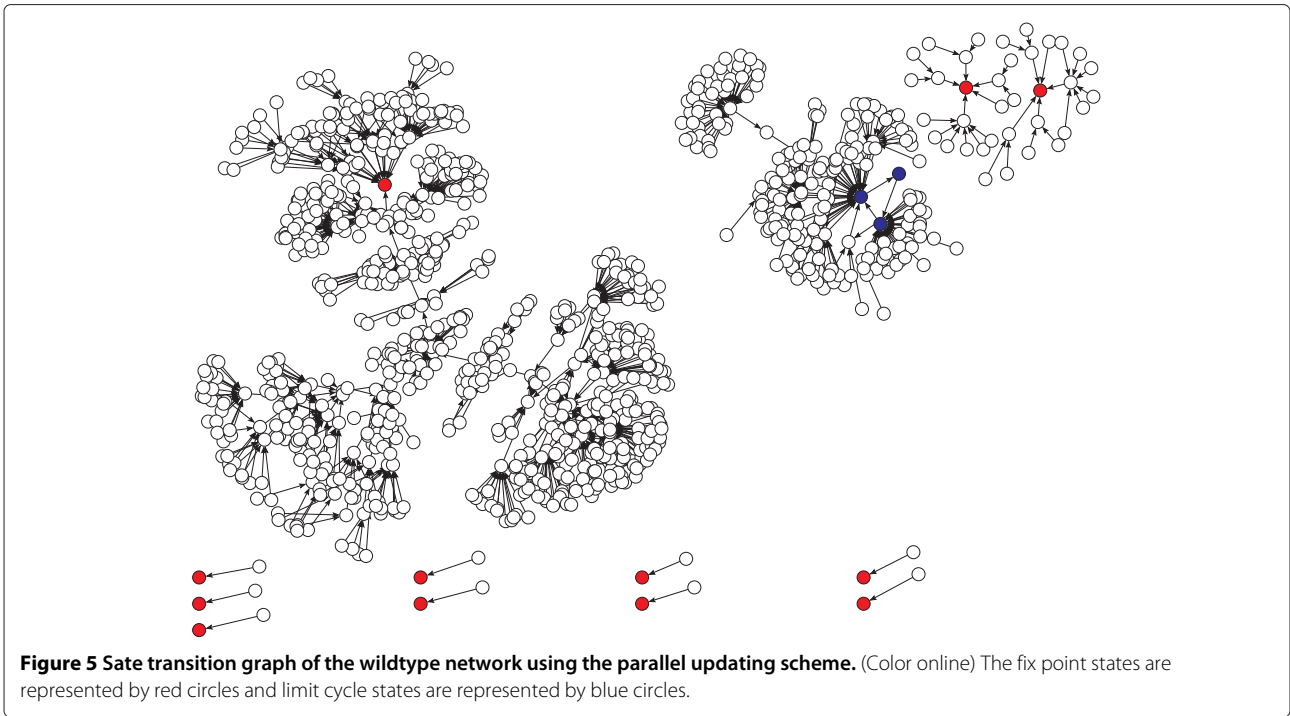 Figure 5 Sate transition graph of the wildtype network using the parallel updating scheme. (Color online) The fix point states are
represented by red circles and limit cycle states are represented by blue circles.